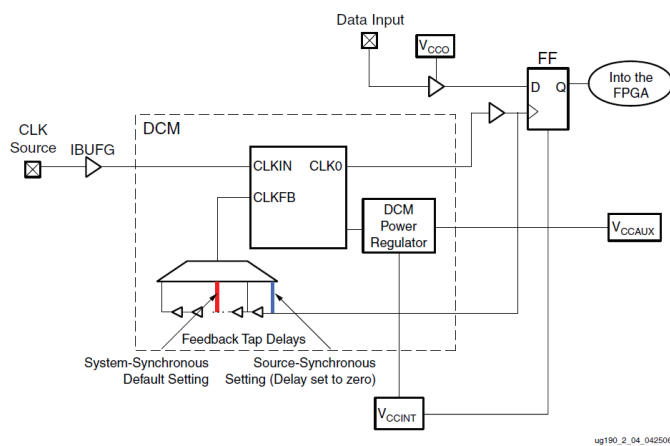 Data Input
VCCO
FF
D Q
Into the
FPGA
CLK
Source
IBUFG
DCM
CLKIN CLK0
CLKFB
DCM
Power
Regulator
VCCAUX
Feedback Tap Delays
System-Synchronous
Default Setting
Source-Synchronous
Setting (Delay set to zero)
VCCINT
ug190_2_04_042506